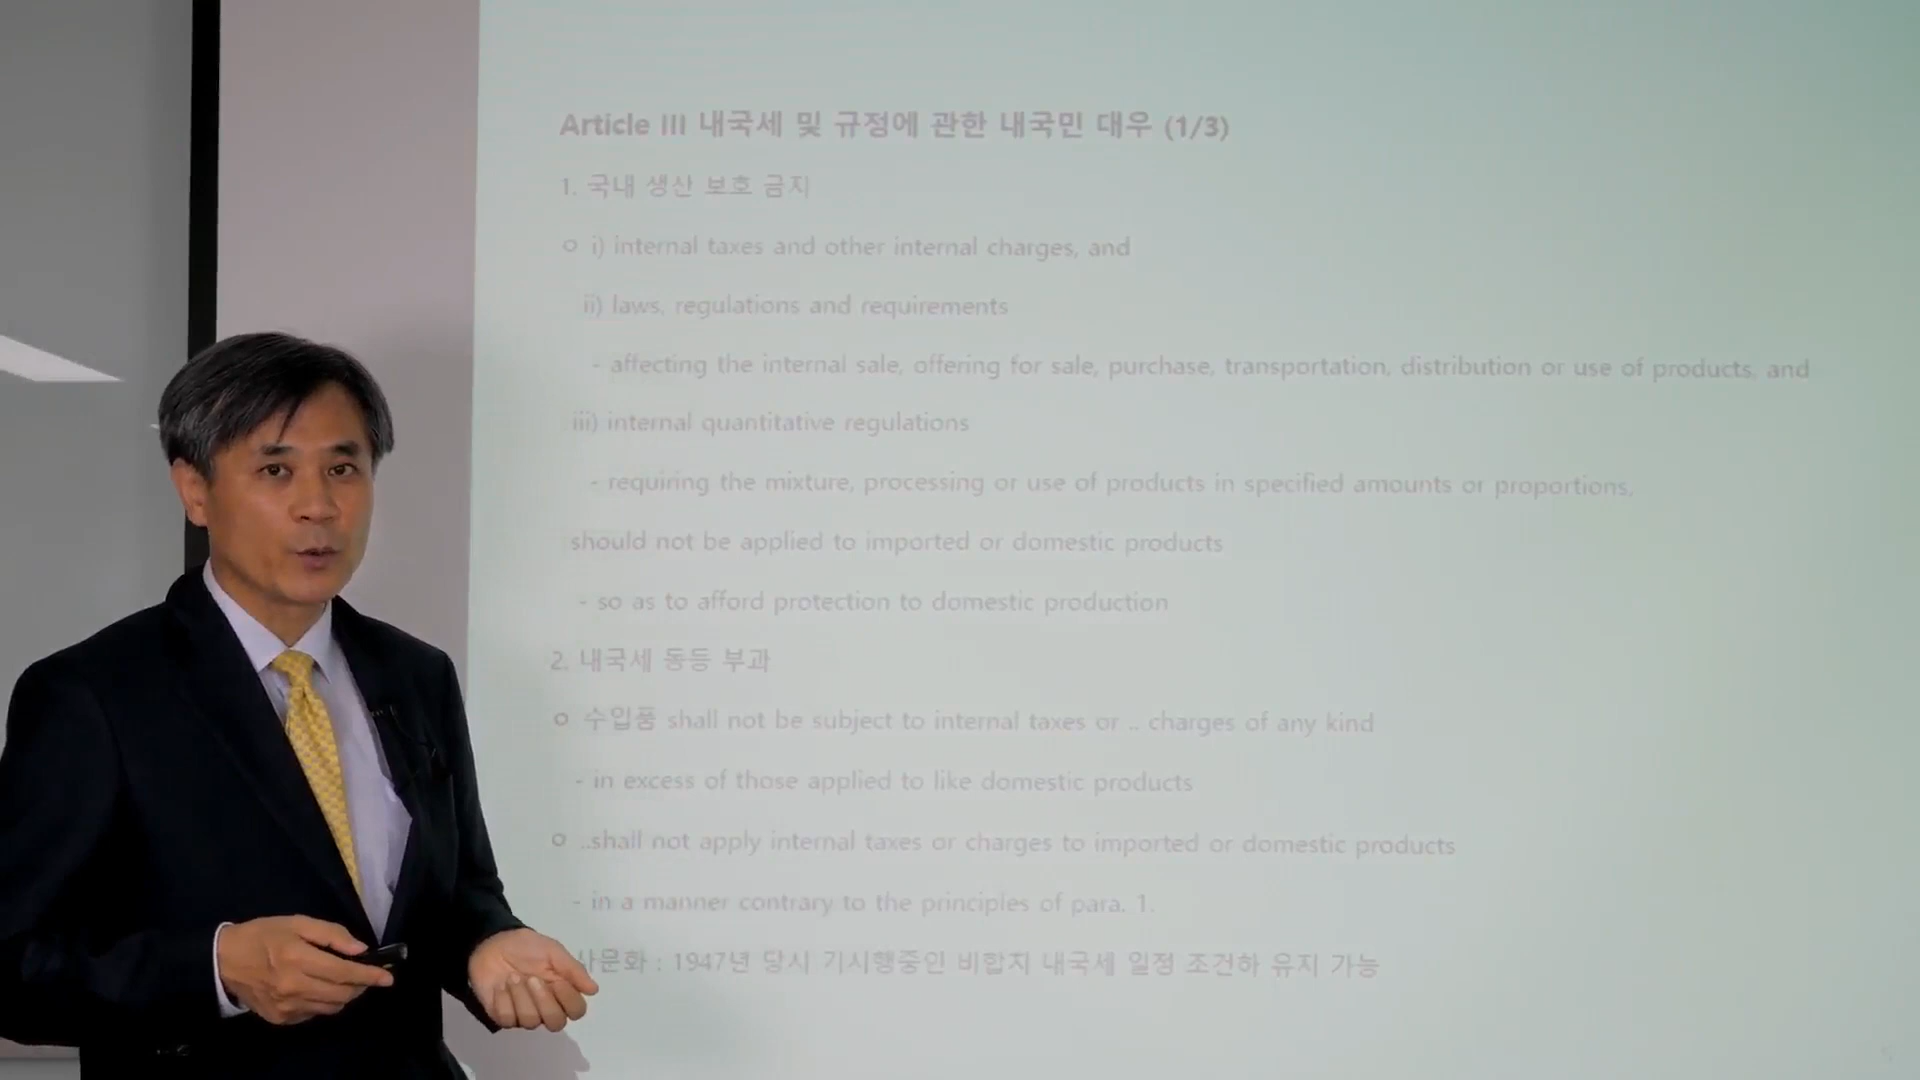 Article III 내국세 및 규정에 관한 내국민 대우 (1/3)
1. 국내 생산 보호 금지
o i) internal taxes and other internal charges, and
ii) laws, regulations and requirements
- affecting the internal sale, offering for sale, purchase, transportation, distribution or use of products, and
iii) internal quantitative regulations
- requiring the mixture, processing or use of products in specified amounts or proportions,
should not be applied to imported or domestic products
- so as to afford protection to domestic production
2. 내국세 동등 부과
o 수입품 shall not be subject to internal taxes or .. charges of any kind
- in excess of those applied to like domestic products
o ..shall not apply internal taxes or charges to imported or domestic products
- in a manner contrary to the principles of para. 1.
사문화 : 1947년 당시 기시행중인 비합치 내국세 일정 조건하 유지 가능